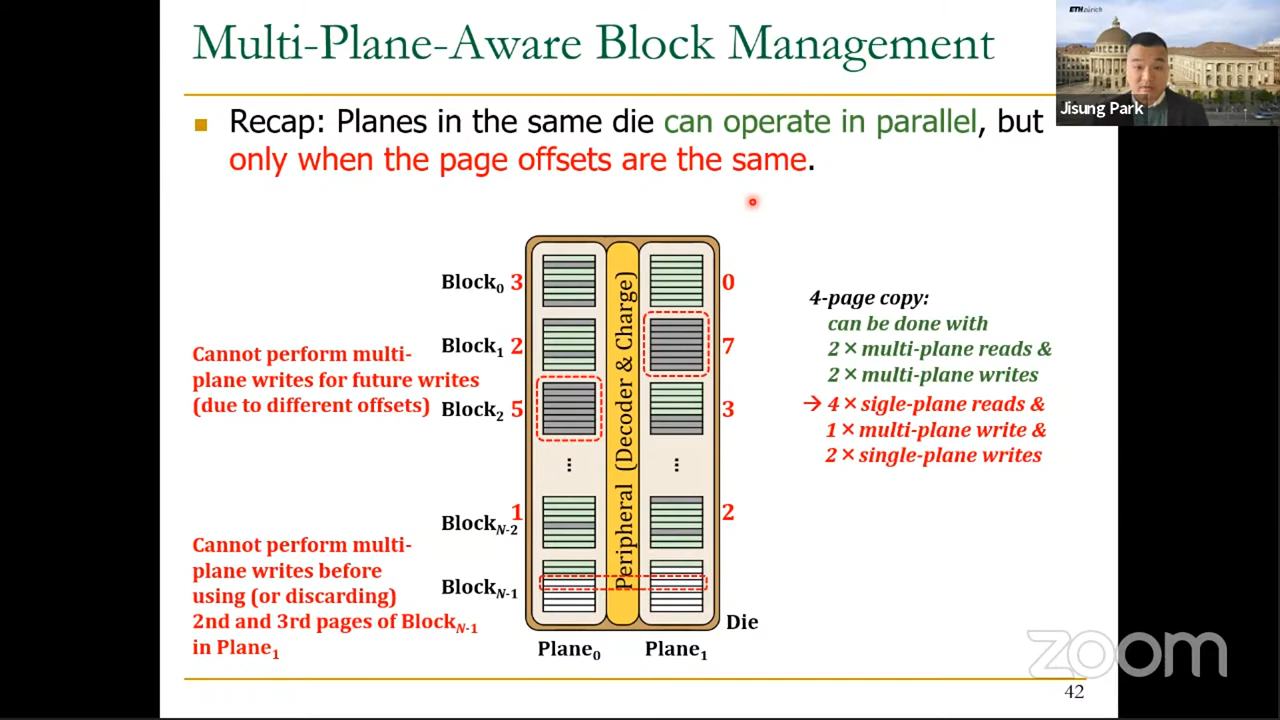 Multi-Plane-Aware Block Management
ETH zürich
Jisung Park
Recap: Planes in the same die can operate in parallel, but
only when the page offsets are the same.
Block0 3
0
Block1 2
7
Block2 5
3
BlockN-2 1
2
BlockN-1
Peripheral (Decoder & Charge)
Die
Plane0
Plane1
Cannot perform multi-
plane writes for future writes
(due to different offsets)
Cannot perform multi-
plane writes before
using (or discarding)
2nd and 3rd pages of BlockN-1
in Plane1
4-page copy:
can be done with
2 × multi-plane reads &
2 × multi-plane writes
→ 4 × sigle-plane reads &
1 × multi-plane write &
2 × single-plane writes
zoom
42